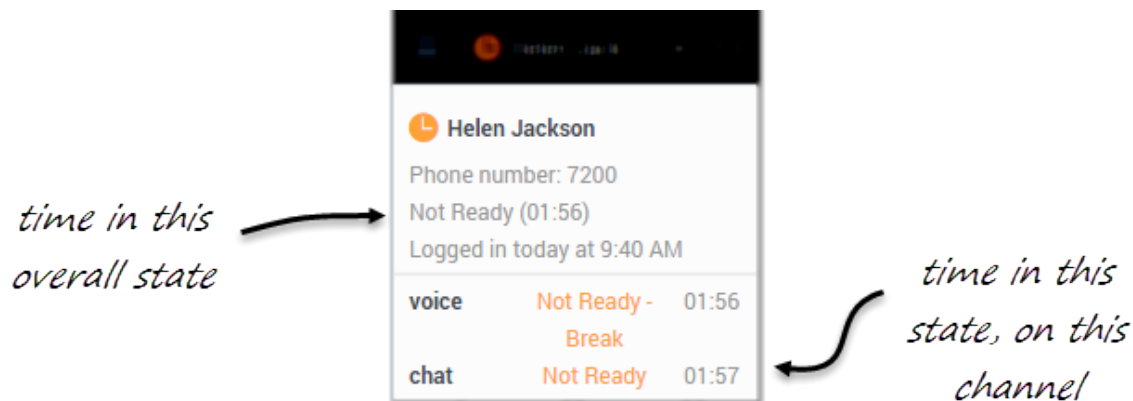 Helen Jackson
Phone number: 7200
time in this
overall state
Not Ready (01:56)
Logged in today at 9:40 AM
voice Not Ready - 01:56
Break
chat Not Ready 01:57
time in this
state, on this
channel